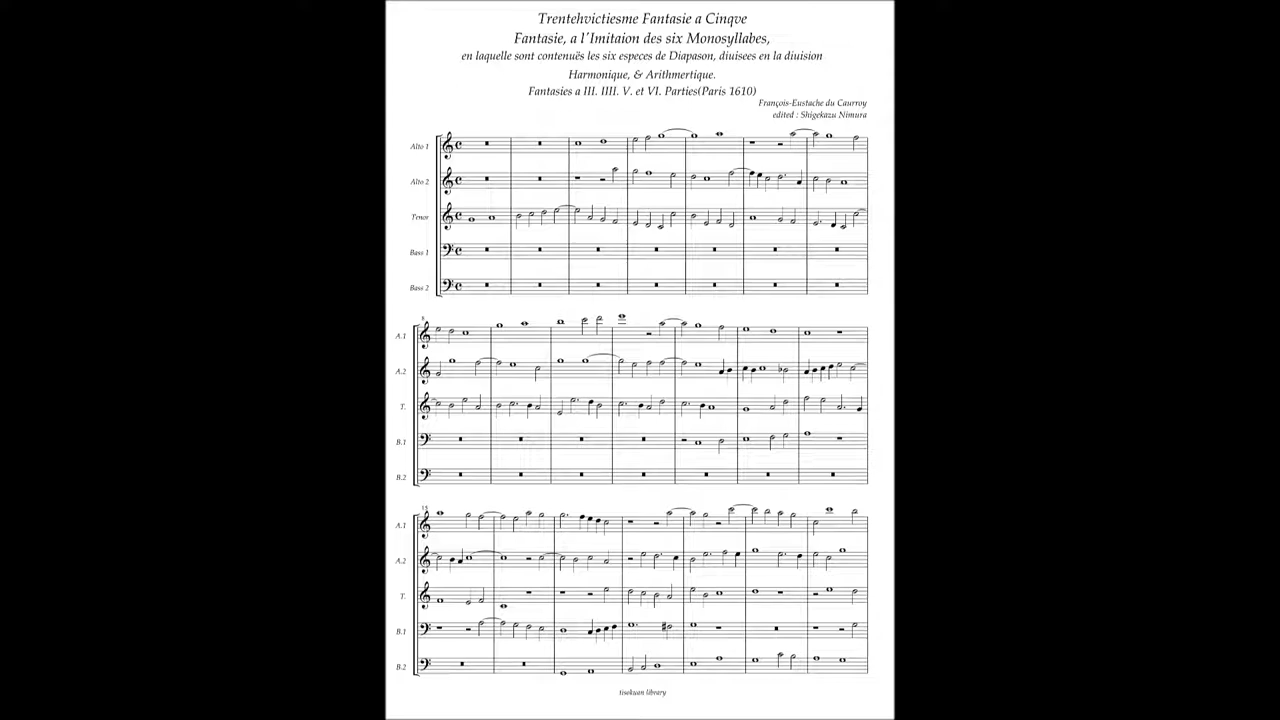 Trentehvictiesme Fantasie a Cinqve
Fantasie, a l'Imitaion des six Monosyllabes,
en laquelle sont contenuës les six especes de Diapason, diuisees en la diuision
Harmonique, & Arithmertique.
Fantasies a III. IIII. V. et VI. Parties(Paris 1610)
François-Eustache du Caurroy
edited : Shigekazu Nimura
Alto 1
Alto 2
Tenor
Bass 1
Bass 2
8
A.1
A.2
T.
B.1
B.2
15
A.1
A.2
T.
B.1
B.2
tisekuan library